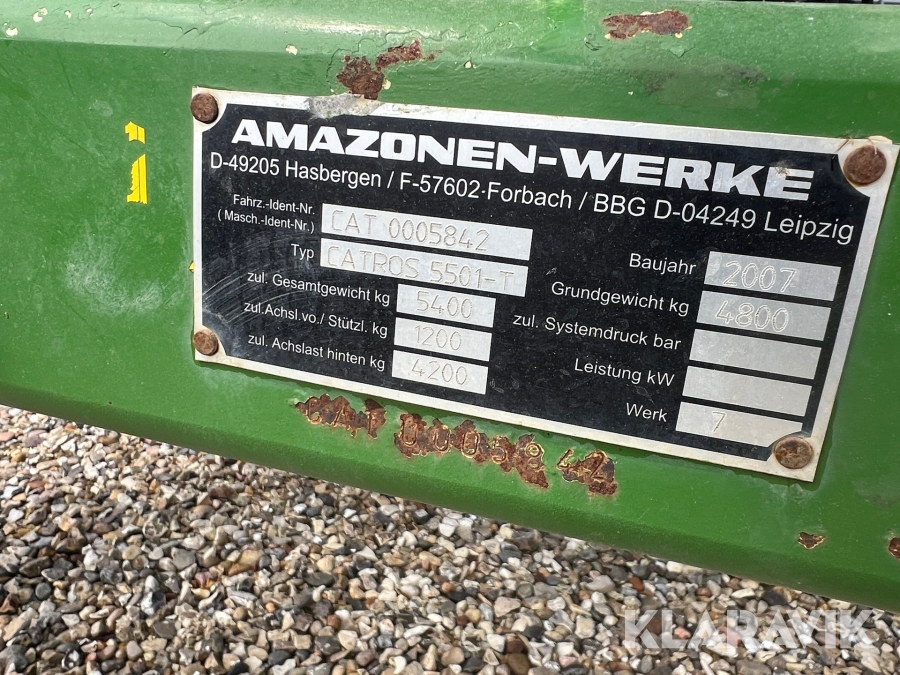 AMAZONEN-WERKE
D-49205 Hasbergen / F-57602-Forbach / BBG D-04249 Leipzig
Fahrz.-Ident-Nr.
(Masch.-Ident-Nr.) CAT 0005842
Typ CATROS 5501-T
zul. Gesamtgewicht kg 5400
zul.Achsl.vo./ Stützl. kg 1200
zul. Achslast hinten kg 4200
Baujahr 2007
Grundgewicht kg 4800
zul. Systemdruck bar
Leistung kW
Werk 7
CAT 0005842
KLARAVIK